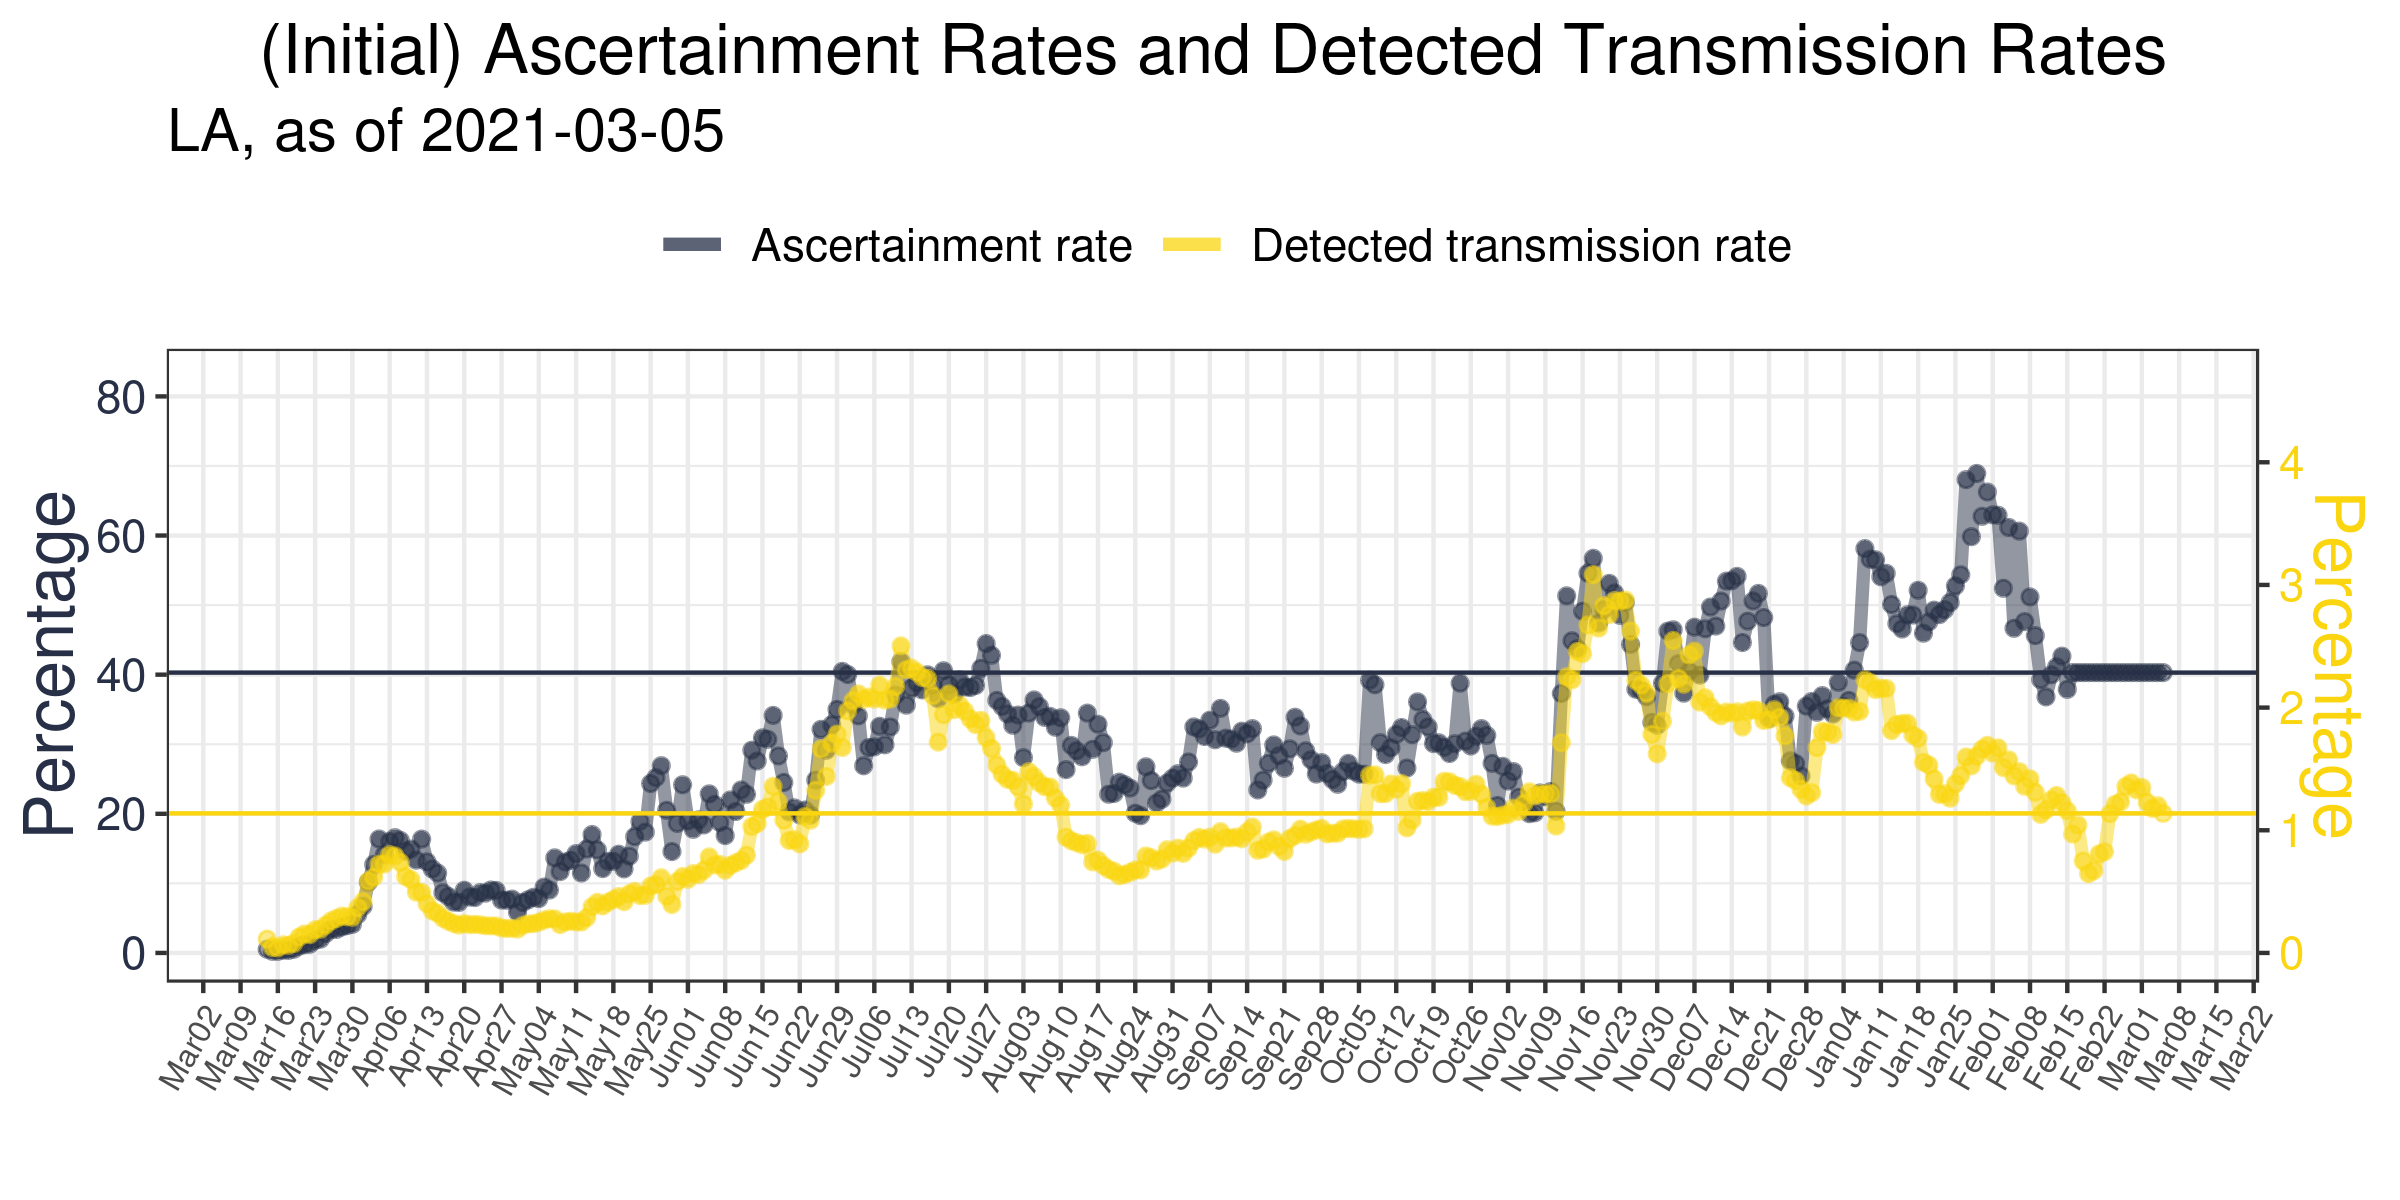 (Initial) Ascertainment Rates and Detected Transmission Rates
LA, as of 2021-03-05
Ascertainment rate
Detected transmission rate
Percentage
80
60
40
20
0
4
3
2
1
0
Percentage
Mar02
Mar09
Mar16
Mar23
Mar30
Apr06
Apr13
Apr20
Apr27
May04
May11
May18
May25
Jun01
Jun08
Jun15
Jun22
Jun29
Jul06
Jul13
Jul20
Jul27
Aug03
Aug10
Aug17
Aug24
Aug31
Sep07
Sep14
Sep21
Sep28
Oct05
Oct12
Oct19
Oct26
Nov02
Nov09
Nov16
Nov23
Nov30
Dec07
Dec14
Dec21
Dec28
Jan04
Jan11
Jan18
Jan25
Feb01
Feb08
Feb15
Feb22
Mar01
Mar08
Mar15
Mar22